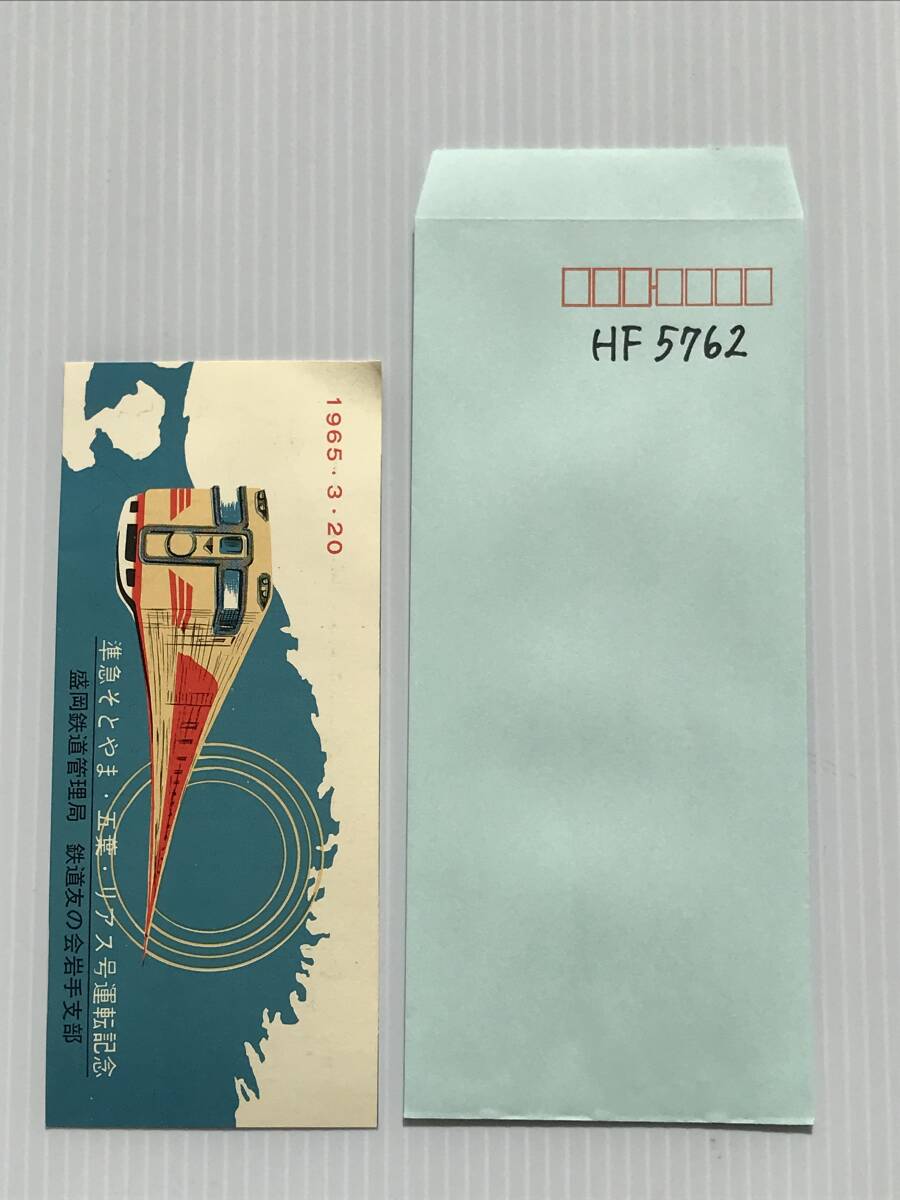 1965・3・20
準急そとやま・五葉・リアス号運転記念
盛岡鉄道管理局 鉄道友の会岩手支部
HF 5762